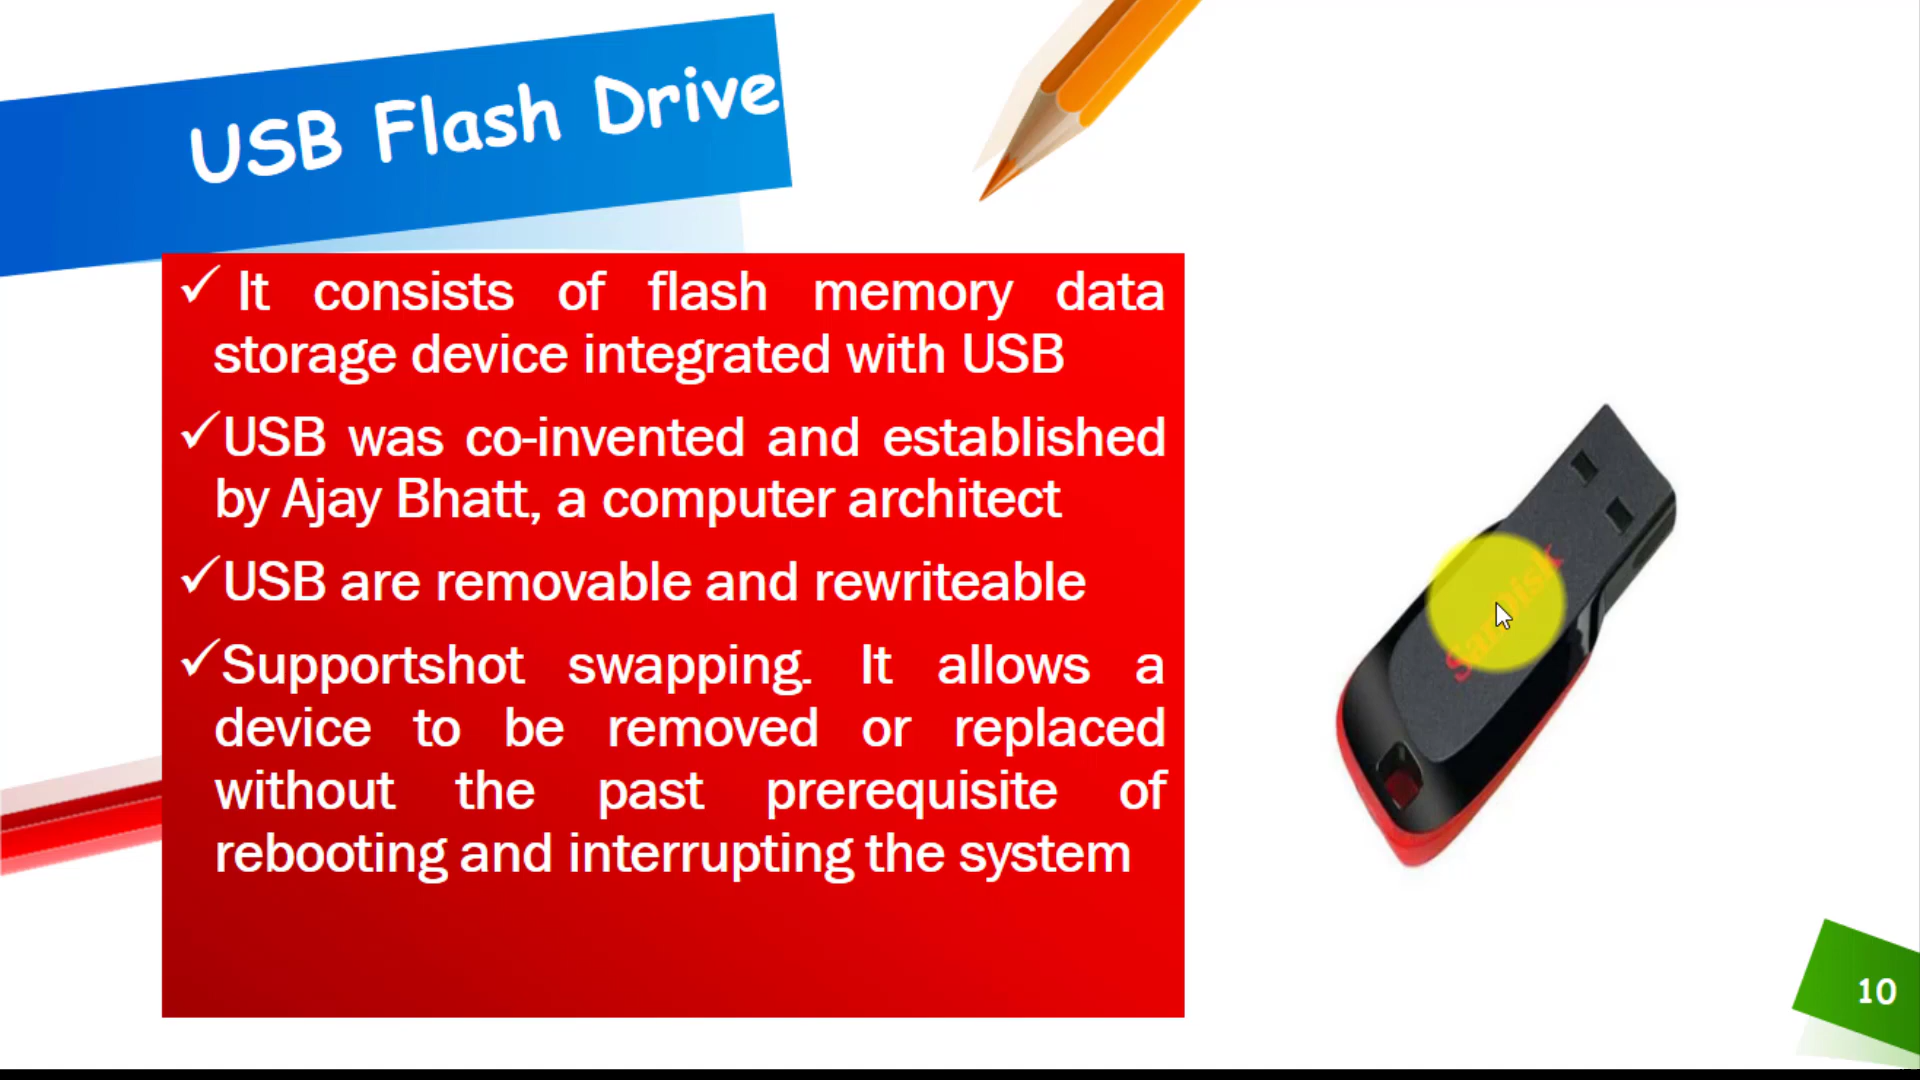 USB Flash Drive
✓ It consists of flash memory data
storage device integrated with USB
✓USB was co-invented and established
by Ajay Bhatt, a computer architect
✓USB are removable and rewriteable
✓Supportshot swapping. It allows a
device to be removed or replaced
without the past prerequisite of
rebooting and interrupting the system
SanDisk
10